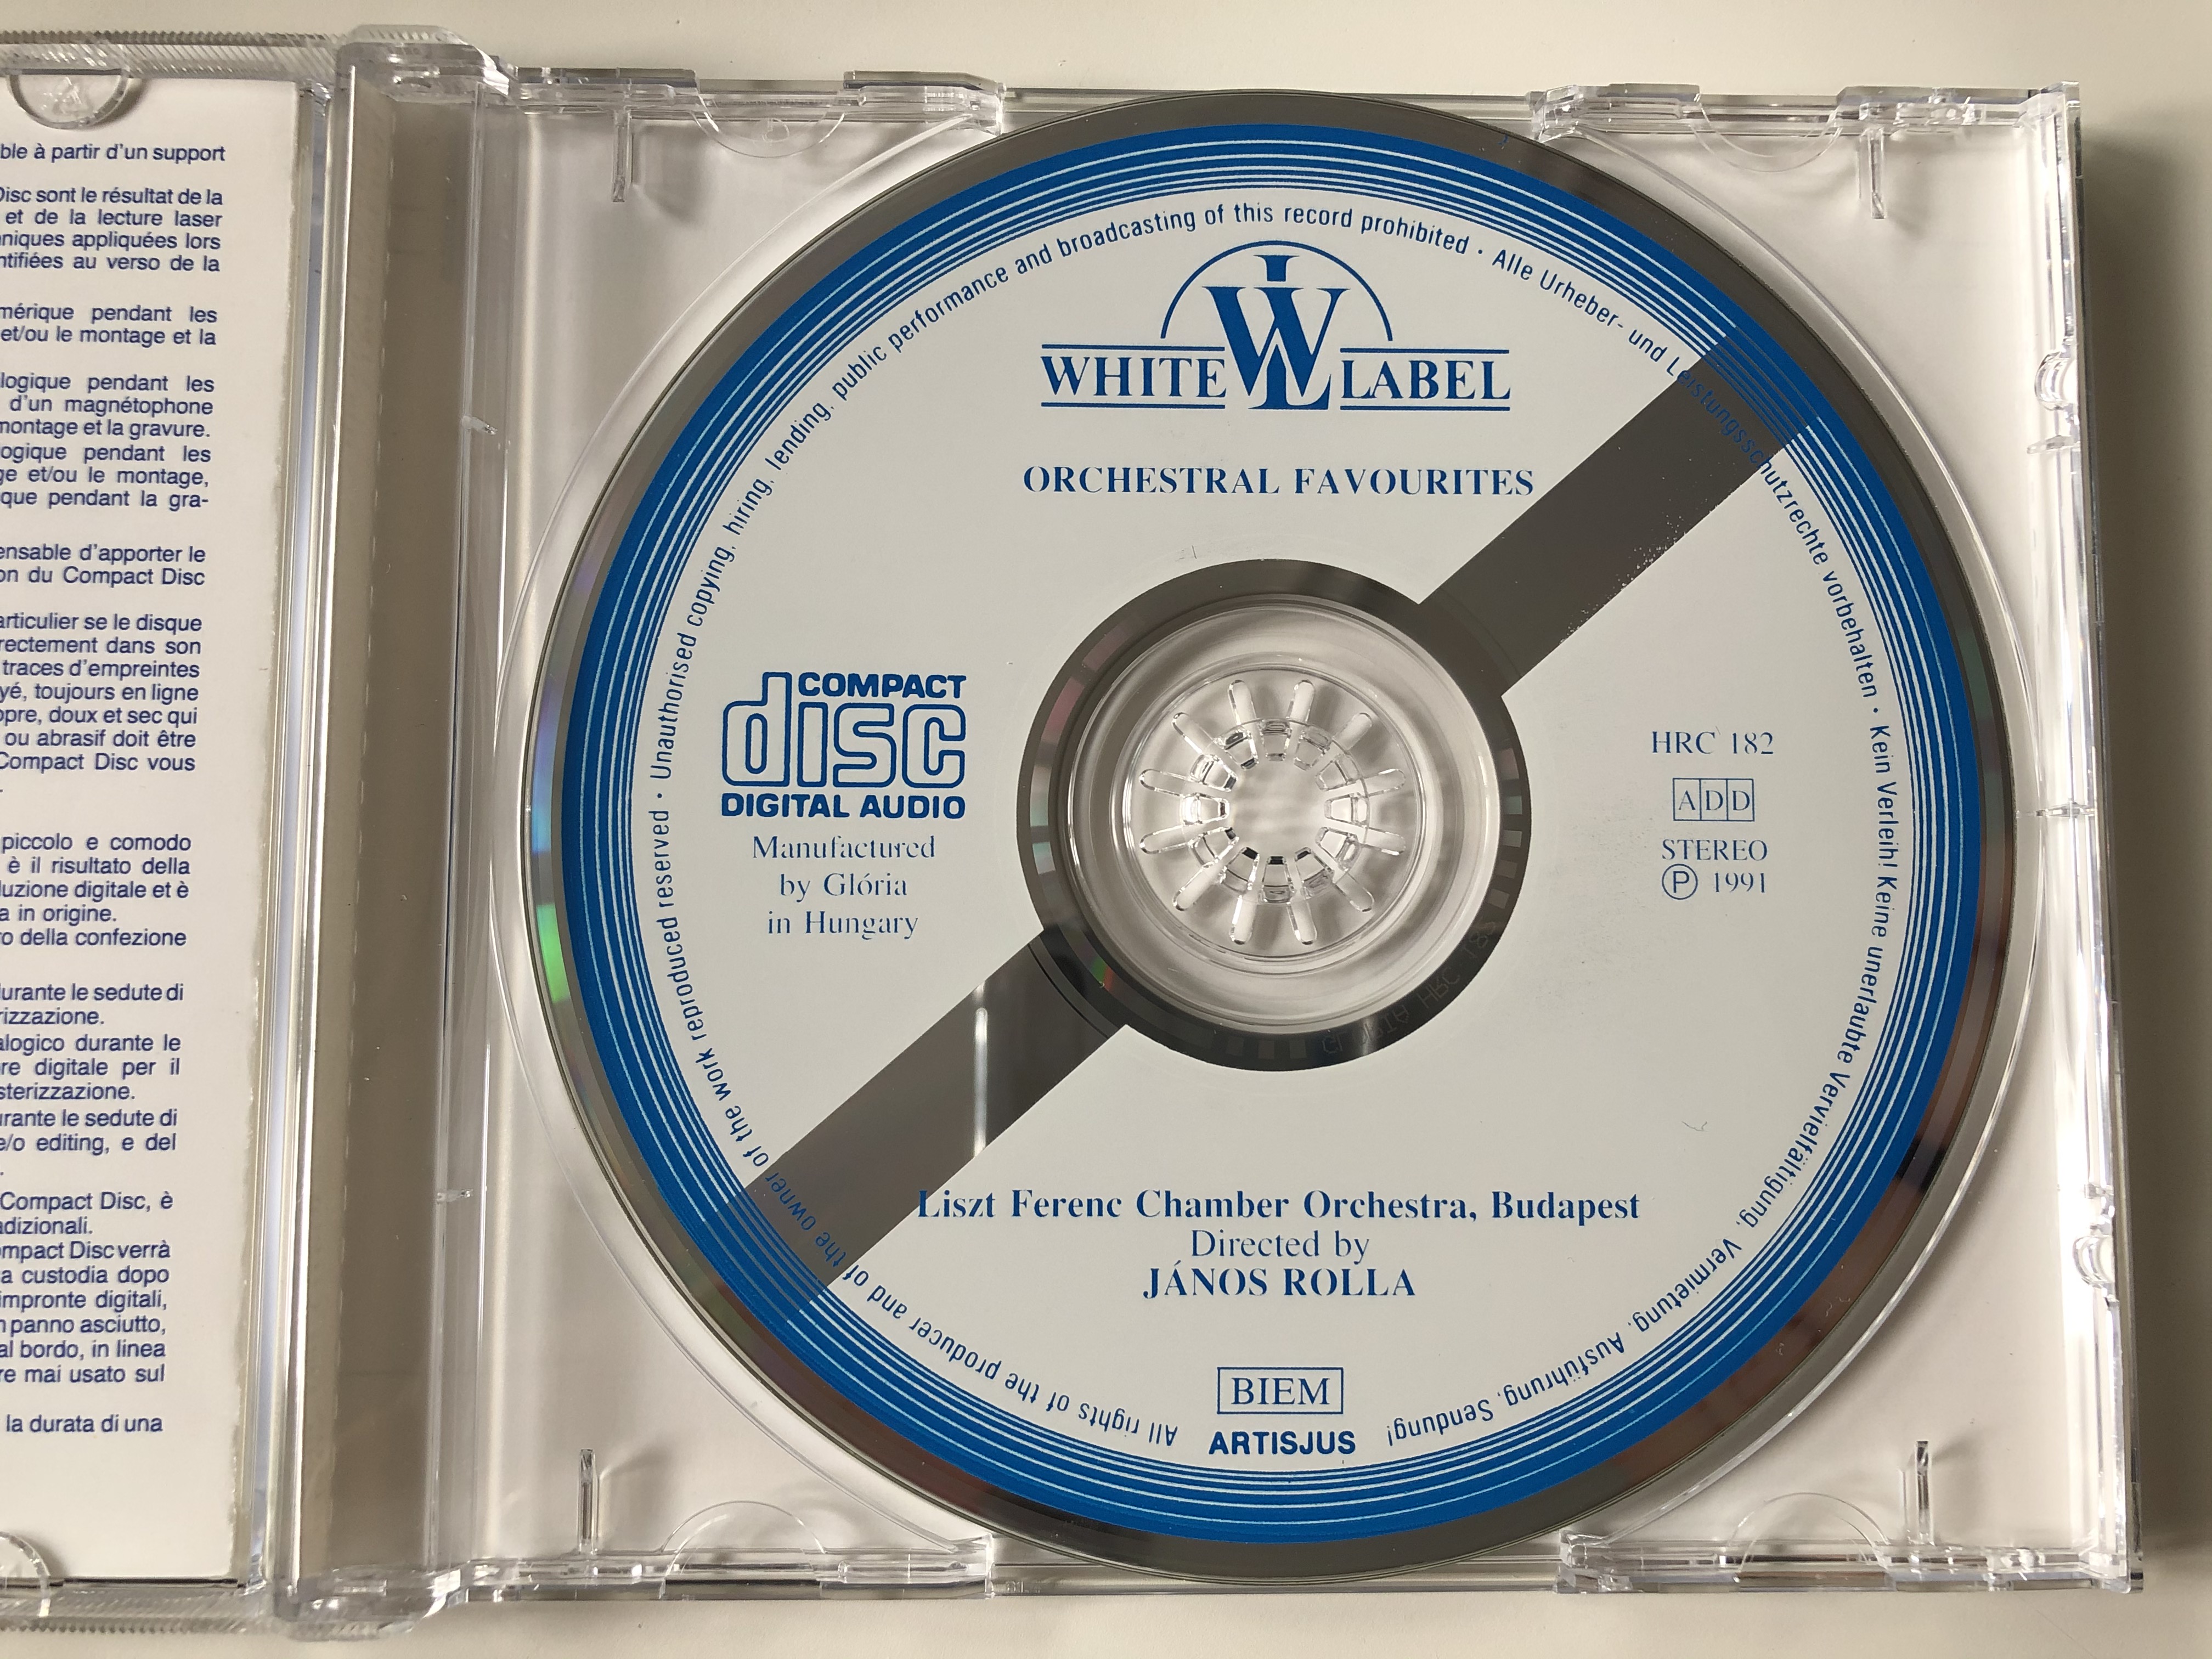 ble à partir d'un support
Disc sont le résultat de la
et de la lecture laser
niques appliquées lors
ntifiées au verso de la
mérique pendant les
et/ou le montage et la
logique pendant les
d'un magnétophone
montage et la gravure.
logique pendant les
ge et/ou le montage,
que pendant la gra-
ensable d'apporter le
on du Compact Disc
articulier se le disque
rectement dans son
traces d'empreintes
yé, toujours en ligne
opre, doux et sec qui
ou abrasif doit être
Compact Disc vous
.
piccolo e comodo
è il risultato della
luzione digitale et è
a in origine.
ro della confezione
durante le sedute di
rizzazione.
alogico durante le
re digitale per il
sterizzazione.
urante le sedute di
e/o editing, e del
.
Compact Disc, è
adizionali.
ompact Disc verrà
a custodia dopo
impronte digitali,
n panno asciutto,
al bordo, in linea
re mai usato sul
la durata di una
All rights of the producer and of the owner of the work reproduced reserved · Unauthorised copying, hiring, lending, public performance and broadcasting of this record prohibited · Alle Urheber- und Leistungsschutzrechte vorbehalten · Kein Verleih! Keine unerlaubte Vervielfältigung, Vermietung, Ausführung, Sendung!
WL
WHITE LABEL
ORCHESTRAL FAVOURITES
COMPACT
disc
DIGITAL AUDIO
Manufactured
by Glória
in Hungary
HRC 182
ADD
STEREO
Ⓟ 1991
GLORIA HRC 182
Liszt Ferenc Chamber Orchestra, Budapest
Directed by
JÁNOS ROLLA
BIEM
ARTISJUS